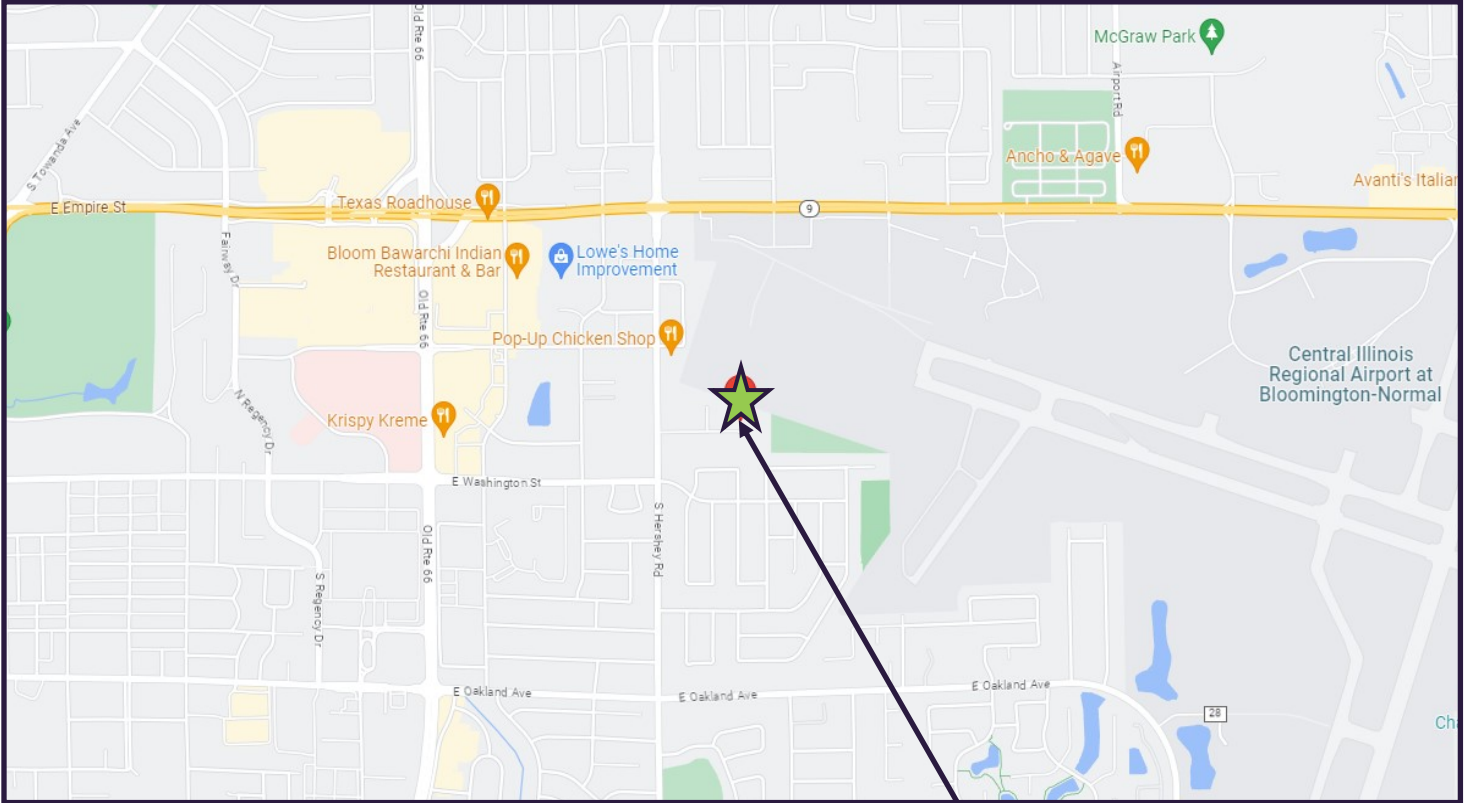 Old Rte 66
McGraw Park
Airport Rd
S Towanda Ave
Ancho & Agave
Avanti's Italian
Texas Roadhouse
E Empire St
9
Fairway Dr
Bloom Bawarchi Indian
Restaurant & Bar
Lowe's Home
Improvement
Old Rte 66
Pop-Up Chicken Shop
Central Illinois
Regional Airport at
Bloomington-Normal
N Regency Dr
Krispy Kreme
E Washington St
S Hershey Rd
Old Rte 66
S Regency Dr
E Oakland Ave
E Oakland Ave
E Oakland Ave
28